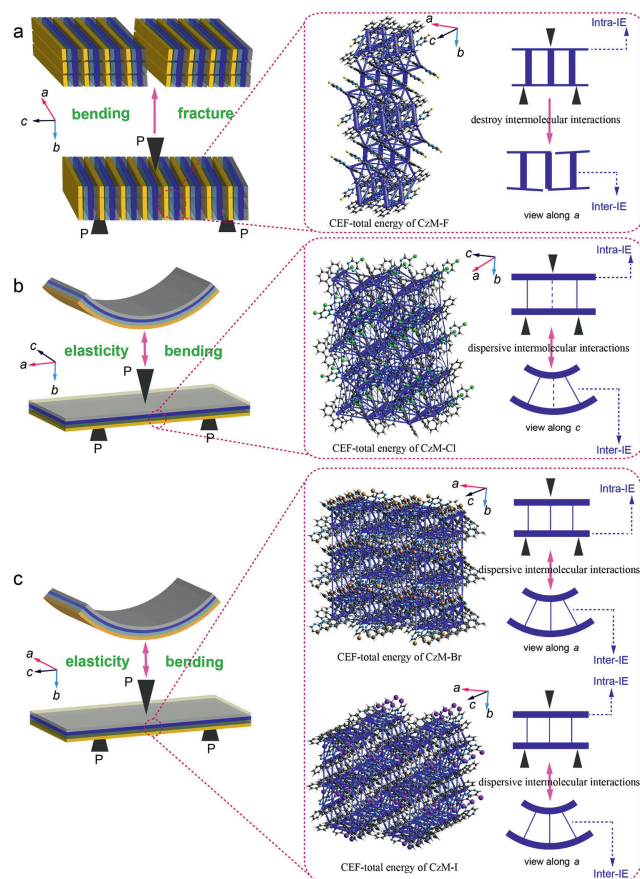 a
a
c
b
bending
fracture
P
P
P
a
c
b
CEF-total energy of CzM-F
Intra-IE
destroy intermolecular interactions
Inter-IE
view along a
b
c
a
b
elasticity
bending
P
P
P
c
a
b
CEF-total energy of CzM-Cl
Intra-IE
dispersive intermolecular interactions
view along c
Inter-IE
c
a
c
b
elasticity
bending
P
P
P
a
c
b
CEF-total energy of CzM-Br
Intra-IE
dispersive intermolecular interactions
view along a
Inter-IE
a
c
b
CEF-total energy of CzM-I
Intra-IE
dispersive intermolecular interactions
view along a
Inter-IE